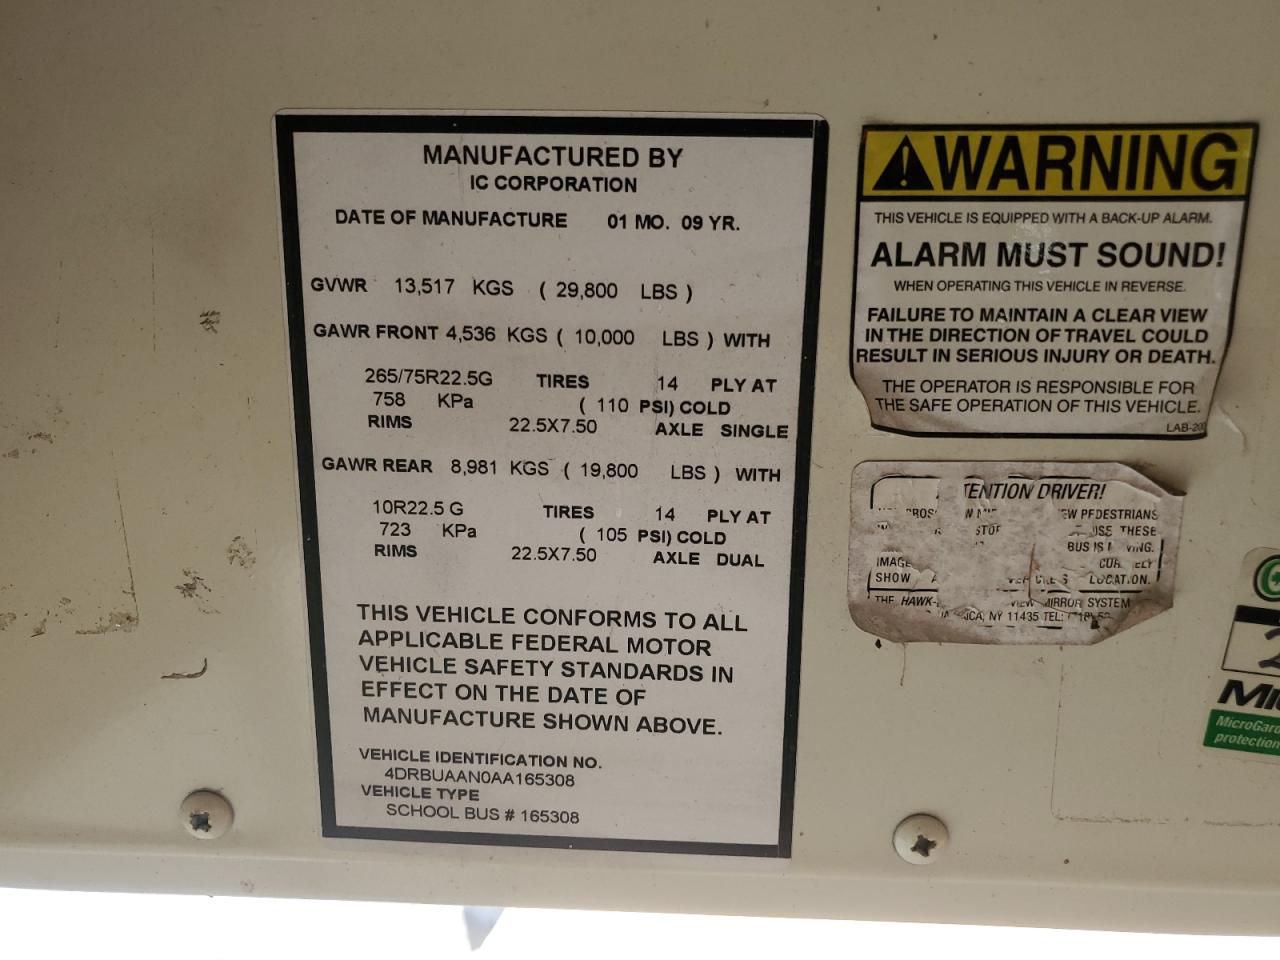 MANUFACTURED BY
IC CORPORATION
DATE OF MANUFACTURE 01 MO. 09 YR.
GVWR 13,517 KGS ( 29,800 LBS )
GAWR FRONT 4,536 KGS ( 10,000 LBS ) WITH
265/75R22.5G TIRES 14 PLY AT
758 KPa ( 110 PSI) COLD
RIMS 22.5X7.50 AXLE SINGLE
GAWR REAR 8,981 KGS ( 19,800 LBS ) WITH
10R22.5 G TIRES 14 PLY AT
723 KPa ( 105 PSI) COLD
RIMS 22.5X7.50 AXLE DUAL
THIS VEHICLE CONFORMS TO ALL
APPLICABLE FEDERAL MOTOR
VEHICLE SAFETY STANDARDS IN
EFFECT ON THE DATE OF
MANUFACTURE SHOWN ABOVE.
VEHICLE IDENTIFICATION NO.
4DRBUAAN0AA165308
VEHICLE TYPE
SCHOOL BUS # 165308
WARNING
THIS VEHICLE IS EQUIPPED WITH A BACK-UP ALARM.
ALARM MUST SOUND!
WHEN OPERATING THIS VEHICLE IN REVERSE.
FAILURE TO MAINTAIN A CLEAR VIEW
IN THE DIRECTION OF TRAVEL COULD
RESULT IN SERIOUS INJURY OR DEATH.
THE OPERATOR IS RESPONSIBLE FOR
THE SAFE OPERATION OF THIS VEHICLE.
DRIVER!
PEDESTRIANS
THESE
BUS IS
SHOW
THE HAWK- MIRROR SYSTEM
NY 11435 TEL:
MicroGard
protection